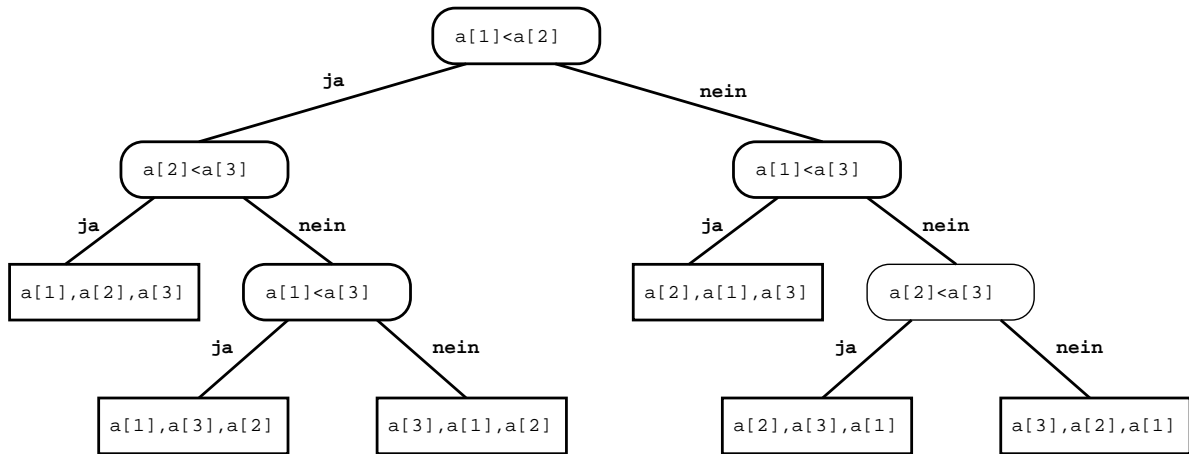 a[1]<a[2]
ja
nein
a[2]<a[3]
a[1]<a[3]
ja
nein
ja
nein
a[1],a[2],a[3]
a[1]<a[3]
a[2],a[1],a[3]
a[2]<a[3]
ja
nein
ja
nein
a[1],a[3],a[2]
a[3],a[1],a[2]
a[2],a[3],a[1]
a[3],a[2],a[1]